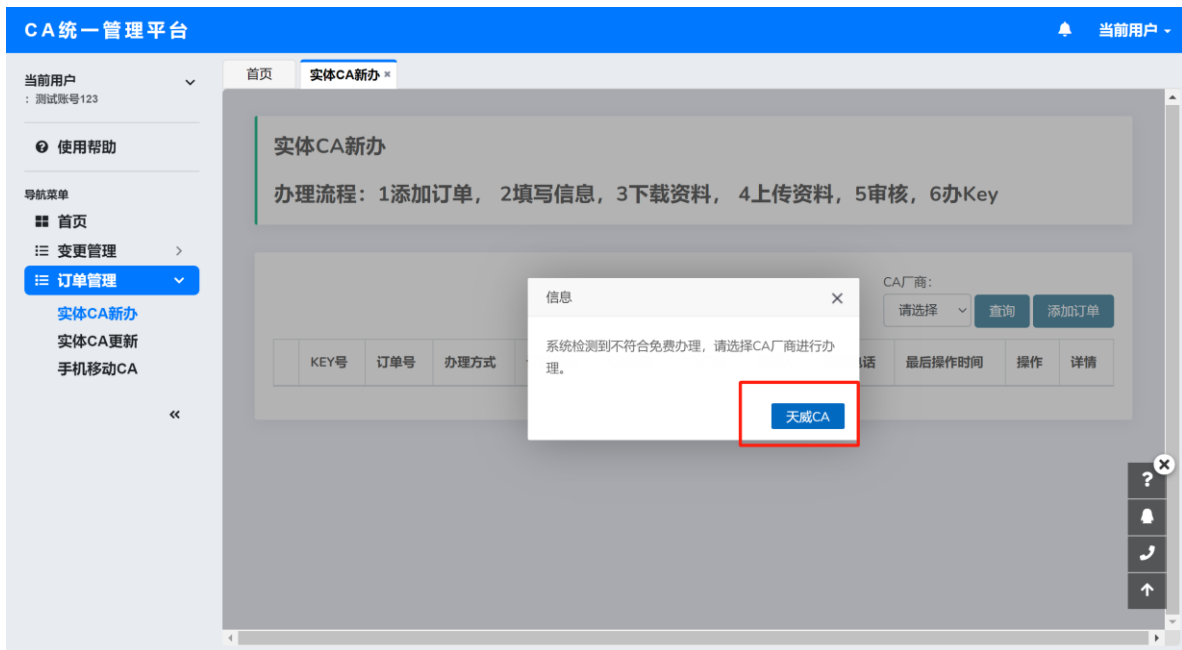 CA统一管理平台
当前用户
当前用户
：测试账号123
使用帮助
导航菜单
首页
变更管理
订单管理
实体CA新办
实体CA更新
手机移动CA
首页
实体CA新办
实体CA新办
办理流程：1添加订单， 2填写信息，3下载资料， 4上传资料，5审核，6办Key
CA厂商：
请选择
查询
添加订单
KEY号
订单号
办理方式
话
最后操作时间
操作
详情
信息
系统检测到不符合免费办理，请选择CA厂商进行办
理。
天威CA